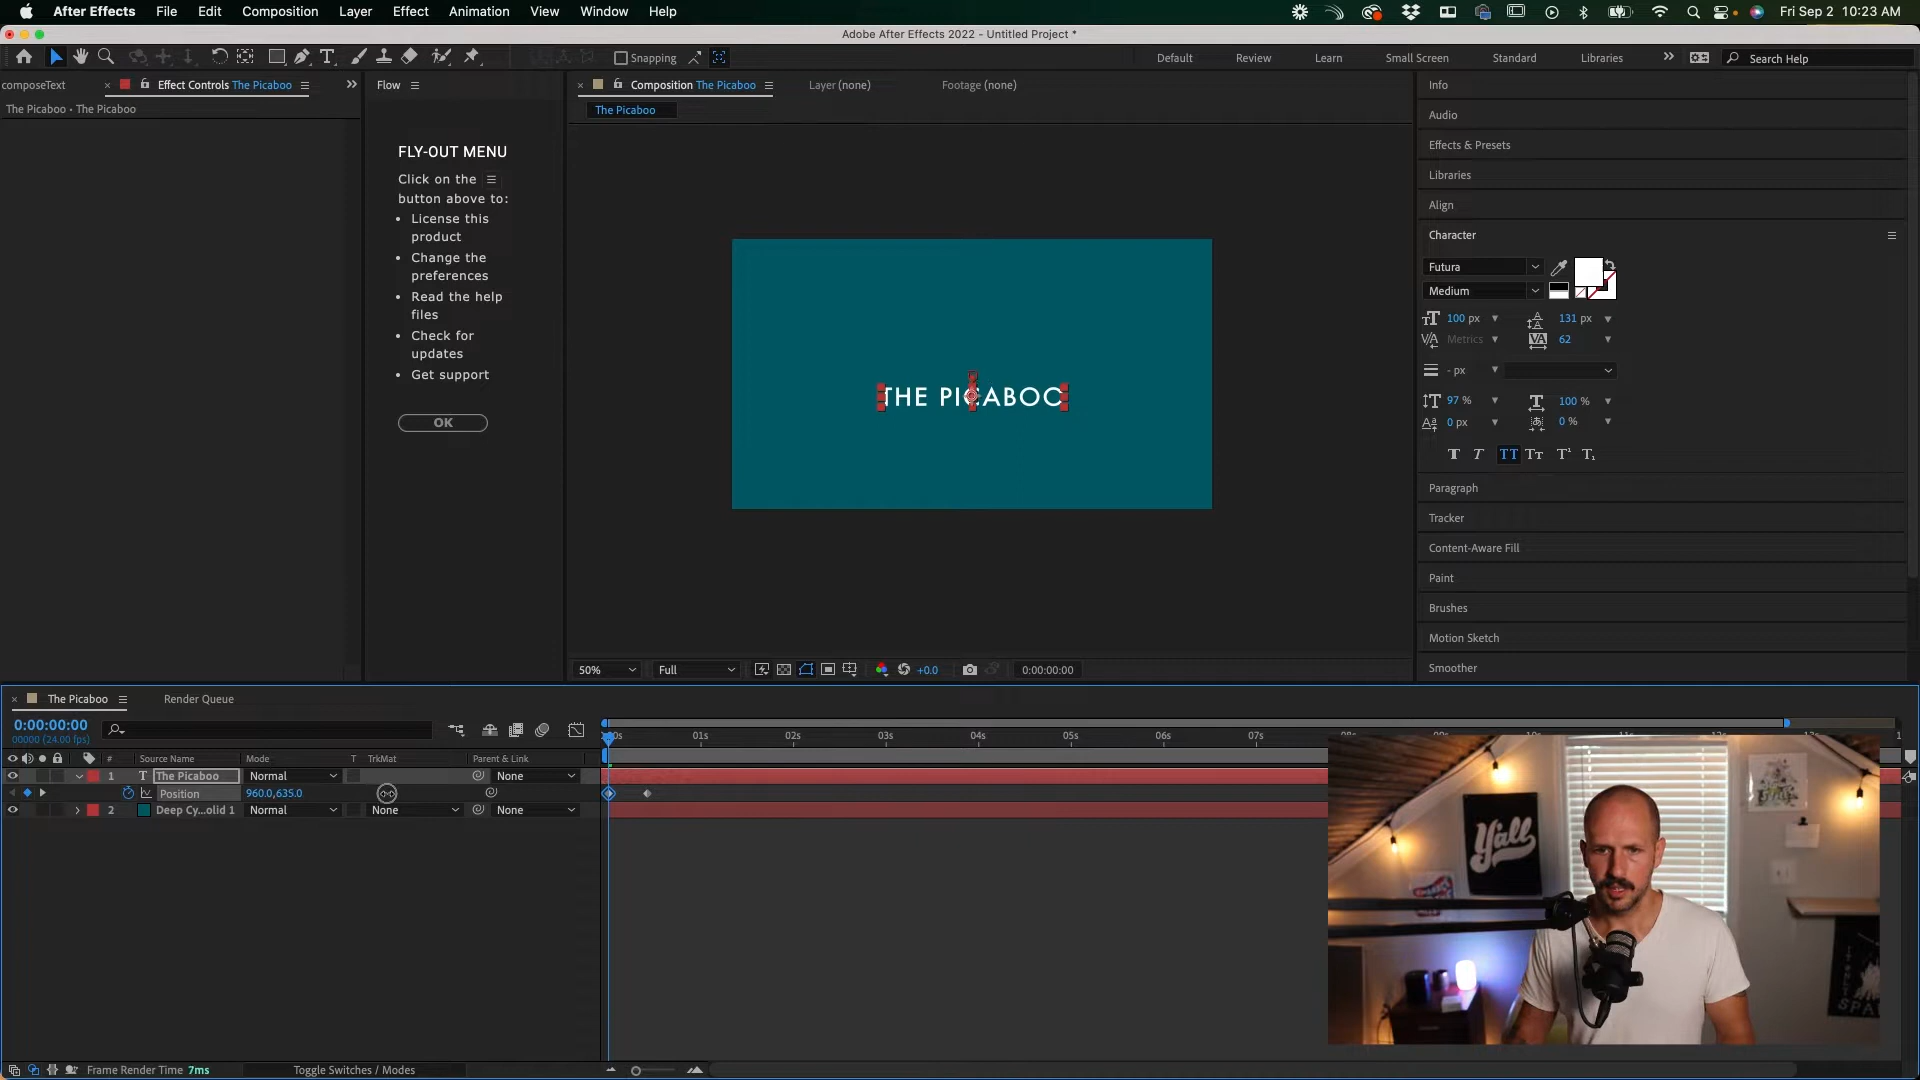 After Effects File Edit Composition Layer Effect Animation View Window Help Fri Sep 2 10:23 AM
Adobe After Effects 2022 - Untitled Project *
Snapping Default Review Learn Small Screen Standard Libraries Search Help
composeText Effect Controls The Picaboo Flow Composition The Picaboo Layer (none) Footage (none)
The Picaboo • The Picaboo
The Picaboo
FLY-OUT MENU
Click on the
button above to:
• License this
product
• Change the
preferences
• Read the help
files
• Check for
updates
• Get support
OK
THE PICABOO
50% Full +0.0 0:00:00:00
Info
Audio
Effects & Presets
Libraries
Align
Character
Futura
Medium
100 px 131 px
Metrics 62
- px
97 % 100 %
0 px 0 %
T T TT TT T¹ T₁
Paragraph
Tracker
Content-Aware Fill
Paint
Brushes
Motion Sketch
Smoother
The Picaboo Render Queue
0:00:00:00
00000 (24.00 fps)
# Source Name Mode T TrkMat Parent & Link
01s 02s 03s 04s 05s 06s 07s
1 T The Picaboo Normal None
Position 960.0,635.0
2 Deep Cy...olid 1 Normal None None
Y'all
Frame Render Time 7ms Toggle Switches / Modes